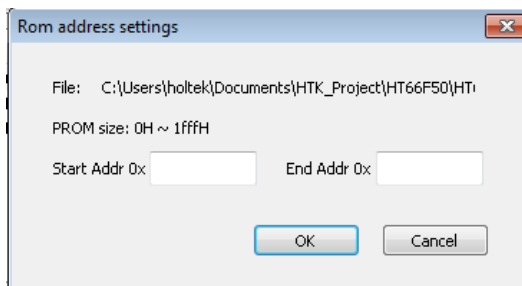 Rom address settings
File: C:\Users\holtek\Documents\HTK_Project\HT66F50\HT
PROM size: 0H ~ 1fffH
Start Addr 0x End Addr 0x
OK Cancel